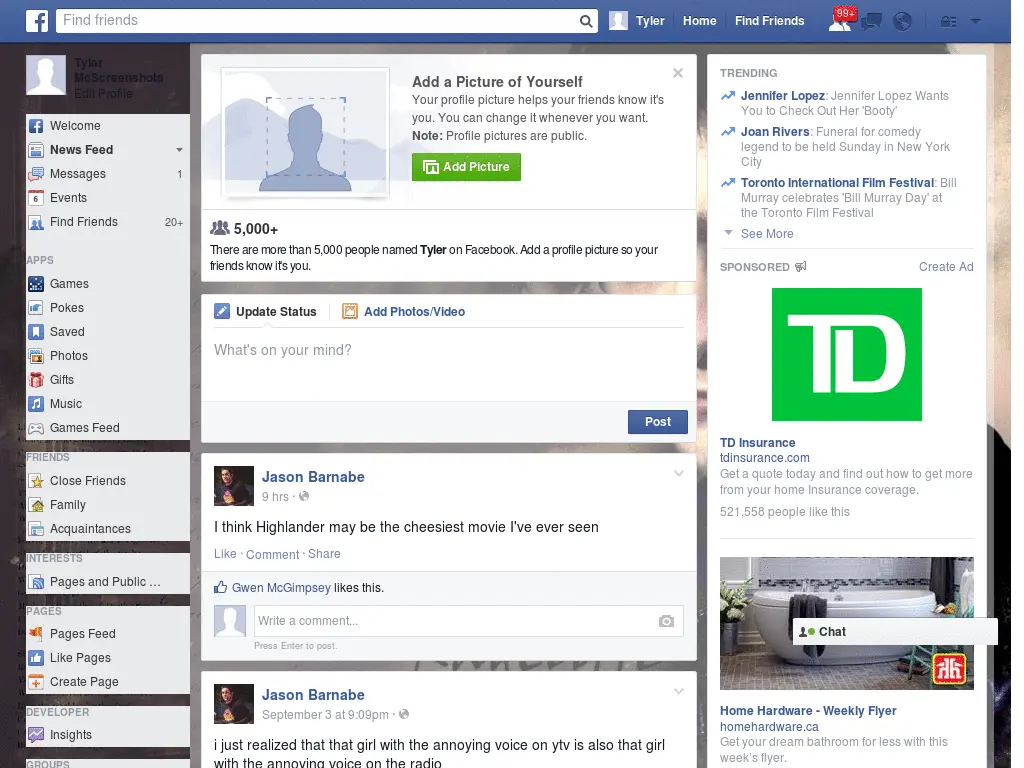 Find friends
Tyler
Home
Find Friends
99+
Tyler
McScreenshots
Edit Profile
Welcome
News Feed
Messages 1
6 Events
Find Friends 20+
APPS
Games
Pokes
Saved
Photos
Gifts
Music
Games Feed
FRIENDS
Close Friends
Family
Acquaintances
INTERESTS
Pages and Public ...
PAGES
Pages Feed
Like Pages
Create Page
DEVELOPER
Insights
GROUPS
Add a Picture of Yourself
Your profile picture helps your friends know it's
you. You can change it whenever you want.
Note: Profile pictures are public.
Add Picture
5,000+
There are more than 5,000 people named Tyler on Facebook. Add a profile picture so your
friends know it's you.
Update Status
Add Photos/Video
What's on your mind?
Post
Jason Barnabe
9 hrs ·
I think Highlander may be the cheesiest movie I've ever seen
Like · Comment · Share
Gwen McGimpsey likes this.
Write a comment...
Press Enter to post.
Jason Barnabe
September 3 at 9:09pm ·
i just realized that that girl with the annoying voice on ytv is also that girl
with the annoying voice on the radio
TRENDING
Jennifer Lopez: Jennifer Lopez Wants
You to Check Out Her 'Booty'
Joan Rivers: Funeral for comedy
legend to be held Sunday in New York
City
Toronto International Film Festival: Bill
Murray celebrates 'Bill Murray Day' at
the Toronto Film Festival
See More
SPONSORED
Create Ad
TD
TD Insurance
tdinsurance.com
Get a quote today and find out how to get more
from your home Insurance coverage.
521,558 people like this
Chat
Home Hardware - Weekly Flyer
homehardware.ca
Get your dream bathroom for less with this
week's flyer.